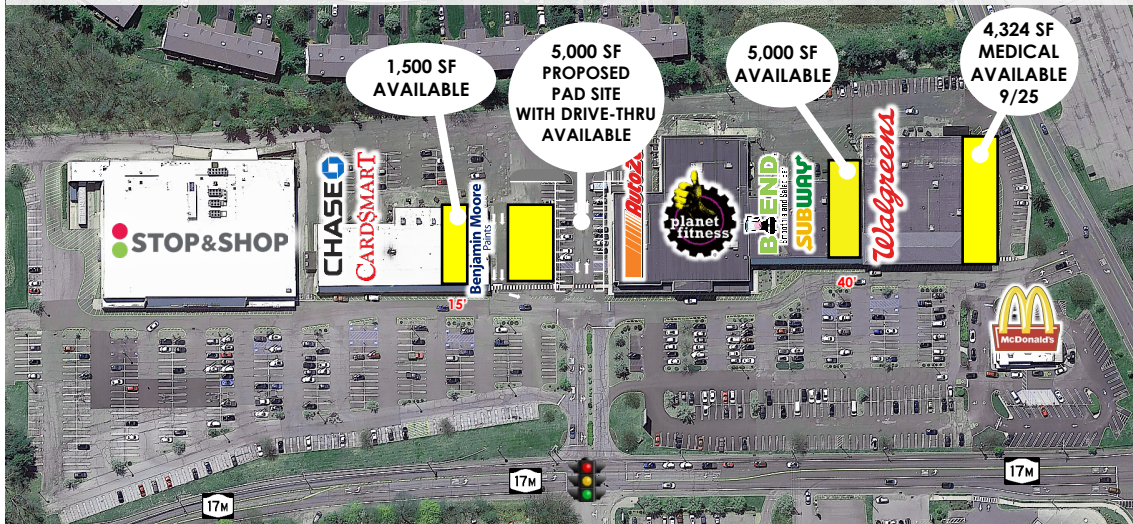 1,500 SF
AVAILABLE
5,000 SF
PROPOSED
PAD SITE
WITH DRIVE-THRU
AVAILABLE
5,000 SF
AVAILABLE
4,324 SF
MEDICAL
AVAILABLE
9/25
STOP&SHOP
CHASE
CARDSMART
Benjamin Moore
Paints
15'
planet
fitness
SUBWAY
40'
Walgreens
McDonald's
17M
17M
17M